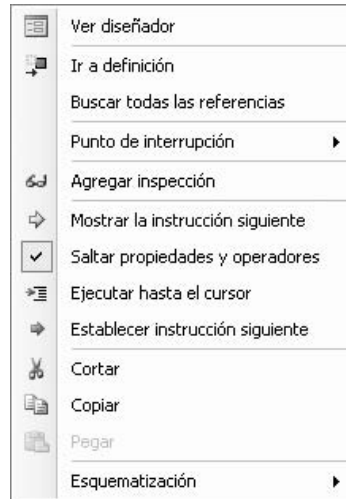 Ver diseñador
Ir a definición
Buscar todas las referencias
Punto de interrupción
Agregar inspección
Mostrar la instrucción siguiente
Saltar propiedades y operadores
Ejecutar hasta el cursor
Establecer instrucción siguiente
Cortar
Copiar
Pegar
Esquematización